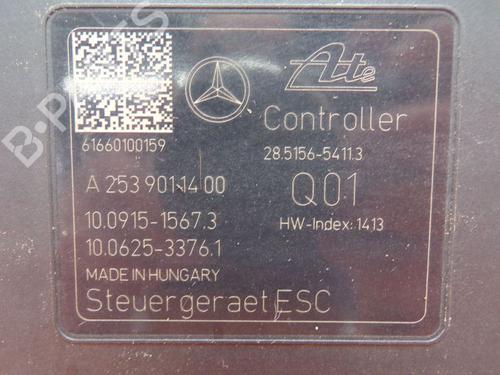 Ate
Controller
61660100159
28.5156-5411.3
A 253 901 14 00
Q01
10.0915-1567.3
HW-Index: 1413
10.0625-3376.1
MADE IN HUNGARY
Steuergeraet ESC